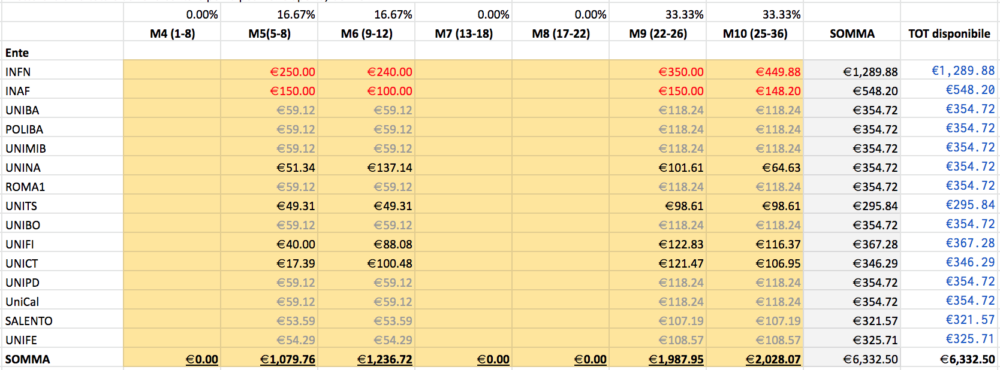 0.00% 16.67% 16.67% 0.00% 0.00% 33.33% 33.33%
M4 (1-8) M5(5-8) M6 (9-12) M7 (13-18) M8 (17-22) M9 (22-26) M10 (25-36) SOMMA TOT disponibile
Ente
INFN €250.00 €240.00 €350.00 €449.88 €1,289.88 €1,289.88
INAF €150.00 €100.00 €150.00 €148.20 €548.20 €548.20
UNIBA €59.12 €59.12 €118.24 €118.24 €354.72 €354.72
POLIBA €59.12 €59.12 €118.24 €118.24 €354.72 €354.72
UNIMIB €59.12 €59.12 €118.24 €118.24 €354.72 €354.72
UNINA €51.34 €137.14 €101.61 €64.63 €354.72 €354.72
ROMA1 €59.12 €59.12 €118.24 €118.24 €354.72 €354.72
UNITS €49.31 €49.31 €98.61 €98.61 €295.84 €295.84
UNIBO €59.12 €59.12 €118.24 €118.24 €354.72 €354.72
UNIFI €40.00 €88.08 €122.83 €116.37 €367.28 €367.28
UNICT €17.39 €100.48 €121.47 €106.95 €346.29 €346.29
UNIPD €59.12 €59.12 €118.24 €118.24 €354.72 €354.72
UniCal €59.12 €59.12 €118.24 €118.24 €354.72 €354.72
SALENTO €53.59 €53.59 €107.19 €107.19 €321.57 €321.57
UNIFE €54.29 €54.29 €108.57 €108.57 €325.71 €325.71
SOMMA €0.00 €1,079.76 €1,236.72 €0.00 €0.00 €1,987.95 €2,028.07 €6,332.50 €6,332.50